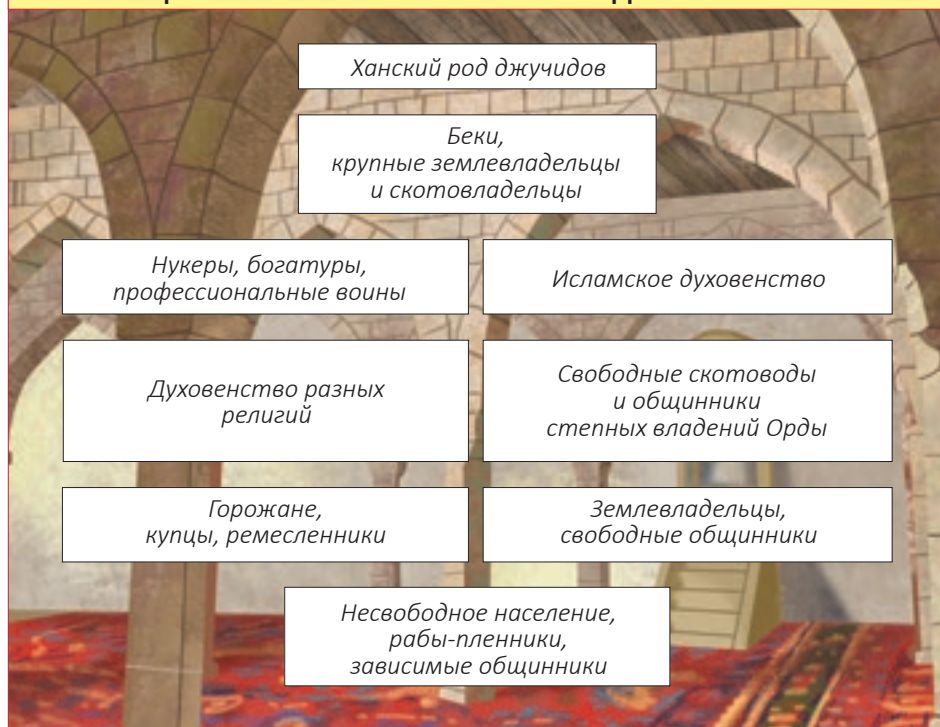 Ханский род джучидов
Беки,
крупные землевладельцы
и скотовладельцы
Нукеры, богатуры,
профессиональные воины
Исламское духовенство
Духовенство разных
религий
Свободные скотоводы
и общинники
степных владений Орды
Горожане,
купцы, ремесленники
Землевладельцы,
свободные общинники
Несвободное население,
рабы-пленники,
зависимые общинники